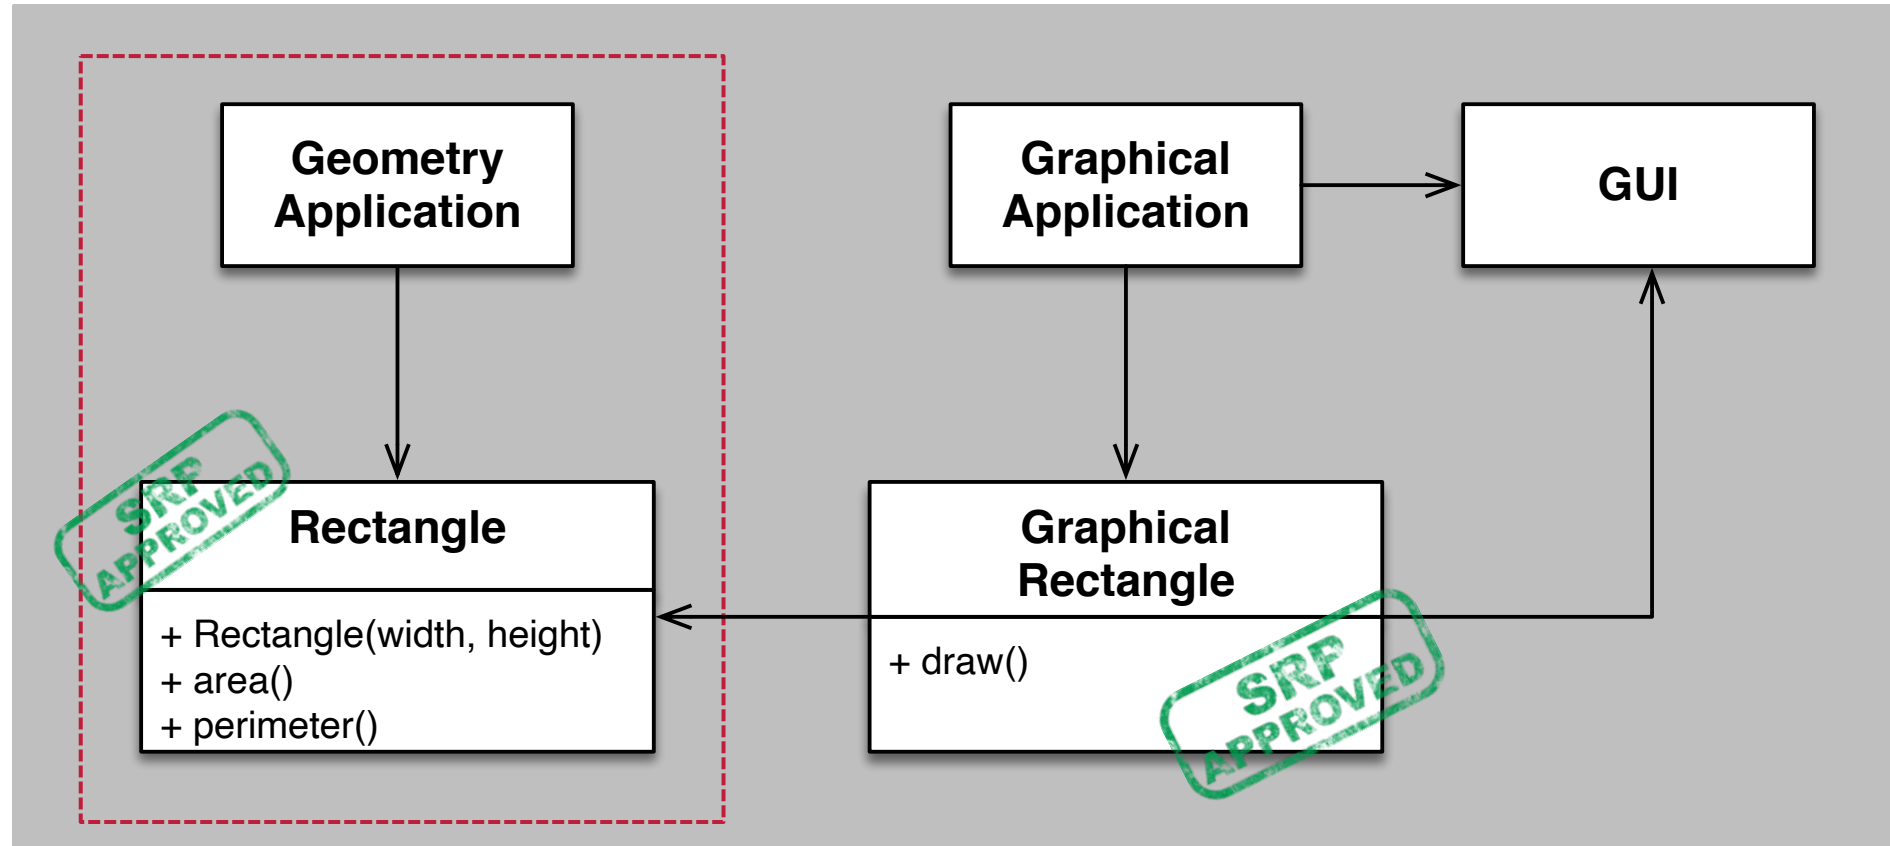 Geometry
Application
Graphical
Application
GUI
SRP
APPROVED
Rectangle
+ Rectangle(width, height)
+ area()
+ perimeter()
Graphical
Rectangle
+ draw()
SRP
APPROVED